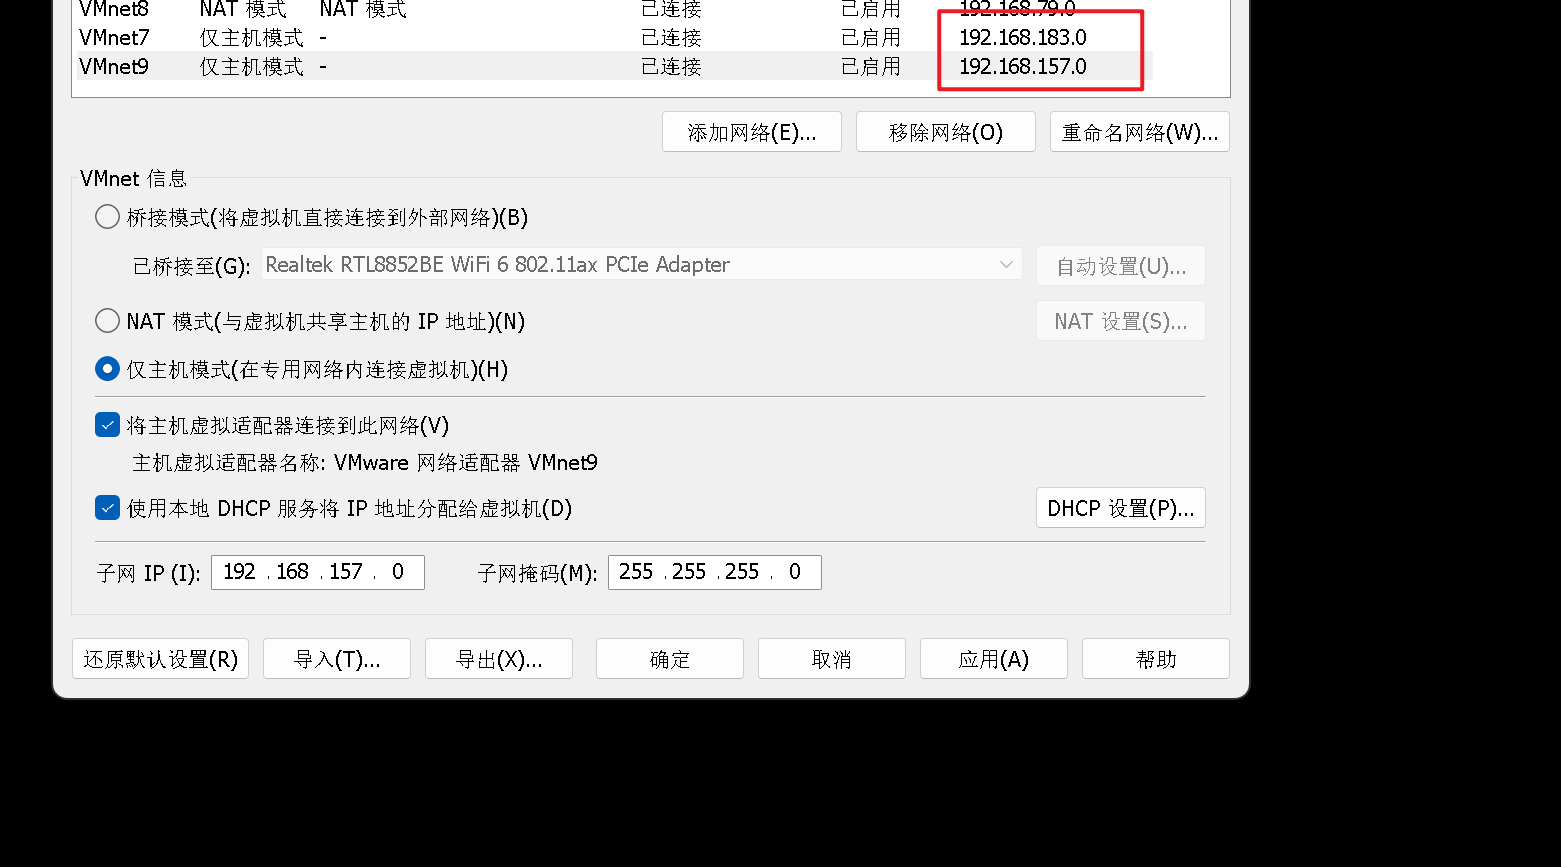 VMnet8 NAT 模式 NAT 模式 已连接 已启用 192.168.79.0
VMnet7 仅主机模式 - 已连接 已启用 192.168.183.0
VMnet9 仅主机模式 - 已连接 已启用 192.168.157.0
添加网络(E)... 移除网络(O) 重命名网络(W)...
VMnet 信息
桥接模式(将虚拟机直接连接到外部网络)(B)
已桥接至(G): Realtek RTL8852BE WiFi 6 802.11ax PCIe Adapter 自动设置(U)...
NAT 模式(与虚拟机共享主机的 IP 地址)(N) NAT 设置(S)...
仅主机模式(在专用网络内连接虚拟机)(H)
将主机虚拟适配器连接到此网络(V)
主机虚拟适配器名称: VMware 网络适配器 VMnet9
使用本地 DHCP 服务将 IP 地址分配给虚拟机(D) DHCP 设置(P)...
子网 IP (I): 192 . 168 . 157 . 0 子网掩码(M): 255 . 255 . 255 . 0
还原默认设置(R) 导入(T)... 导出(X)... 确定 取消 应用(A) 帮助